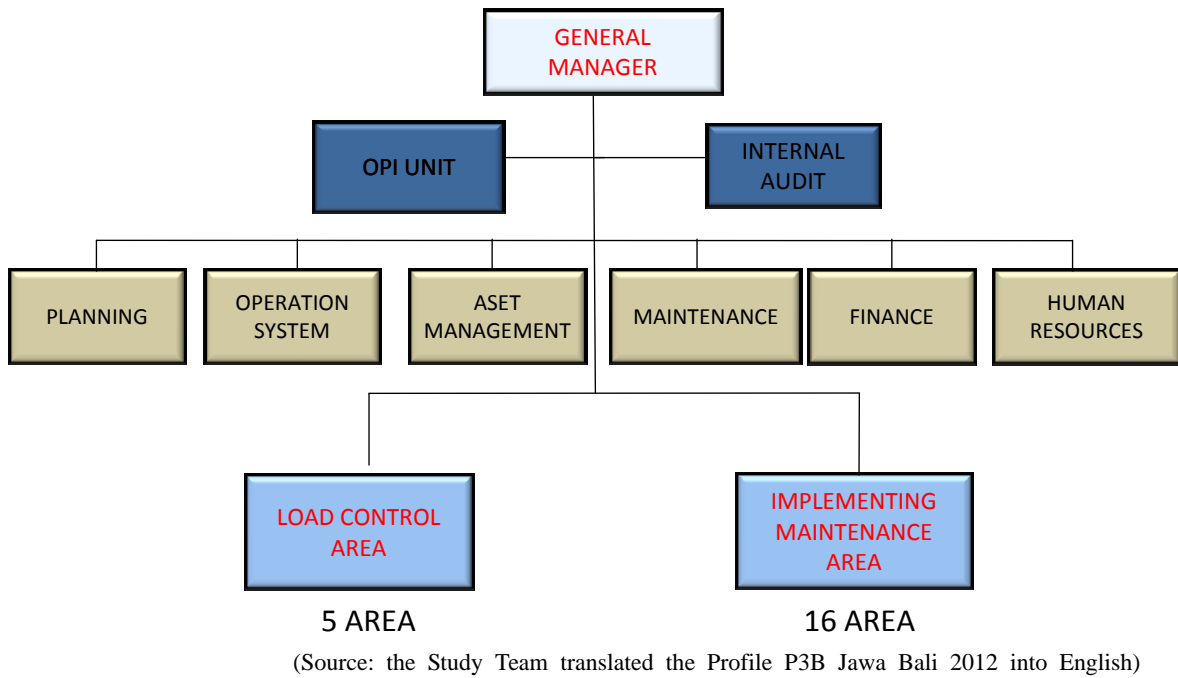 GENERAL
MANAGER
OPI UNIT
INTERNAL
AUDIT
PLANNING
OPERATION
SYSTEM
ASET
MANAGEMENT
MAINTENANCE
FINANCE
HUMAN
RESOURCES
LOAD CONTROL
AREA
IMPLEMENTING
MAINTENANCE
AREA
5 AREA
16 AREA
(Source: the Study Team translated the Profile P3B Jawa Bali 2012 into English)